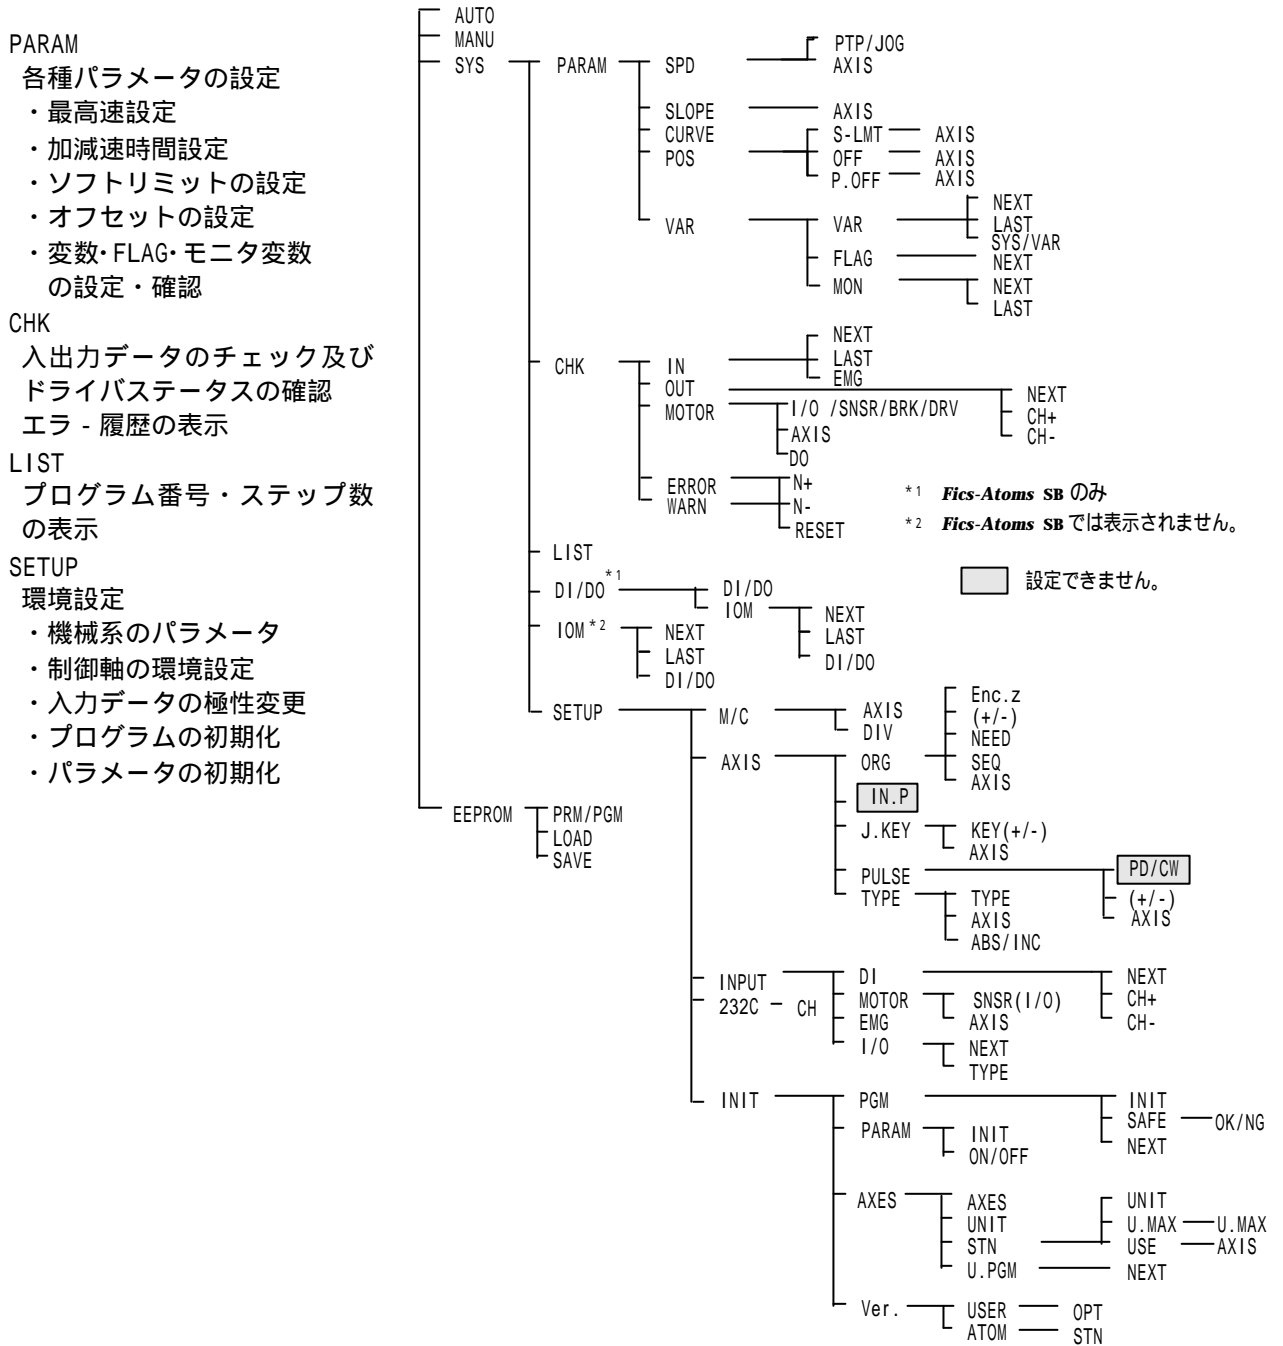 PARAM
各種パラメータの設定
・最高速設定
・加減速時間設定
・ソフトリミットの設定
・オフセットの設定
・変数・FLAG・モニタ変数
の設定・確認
CHK
入出力データのチェック及び
ドライバステータスの確認
エラ-履歴の表示
LIST
プログラム番号・ステップ数
の表示
SETUP
環境設定
・機械系のパラメータ
・制御軸の環境設定
・入力データの極性変更
・プログラムの初期化
・パラメータの初期化
AUTO
MANU
SYS PARAM SPD PTP/JOG
AXIS
SLOPE AXIS
CURVE S-LMT AXIS
POS OFF AXIS
P.OFF AXIS
VAR VAR NEXT
LAST
SYS/VAR
FLAG NEXT
MON NEXT
LAST
CHK IN NEXT
LAST
EMG
OUT NEXT
CH+
CH-
MOTOR I/O /SNSR/BRK/DRV
AXIS
DO
ERROR N+
WARN N-
RESET
*1 Fics-Atoms SB のみ
*2 Fics-Atoms SB では表示されません。
設定できません。
LIST
DI/DO*1 DI/DO
IOM NEXT
LAST
DI/DO
IOM*2 NEXT
LAST
DI/DO
SETUP M/C AXIS
DIV
AXIS ORG Enc.z
(+/-)
NEED
SEQ
AXIS
IN.P
J.KEY KEY(+/-)
AXIS
PULSE PD/CW
(+/-)
AXIS
TYPE TYPE
AXIS
ABS/INC
INPUT DI NEXT
CH+
CH-
232C CH MOTOR SNSR(I/O)
AXIS
EMG
I/O NEXT
TYPE
INIT PGM INIT
SAFE OK/NG
NEXT
PARAM INIT
ON/OFF
AXES AXES
UNIT
STN UNIT
U.MAX U.MAX
USE AXIS
U.PGM NEXT
Ver. USER OPT
ATOM STN
EEPROM PRM/PGM
LOAD
SAVE